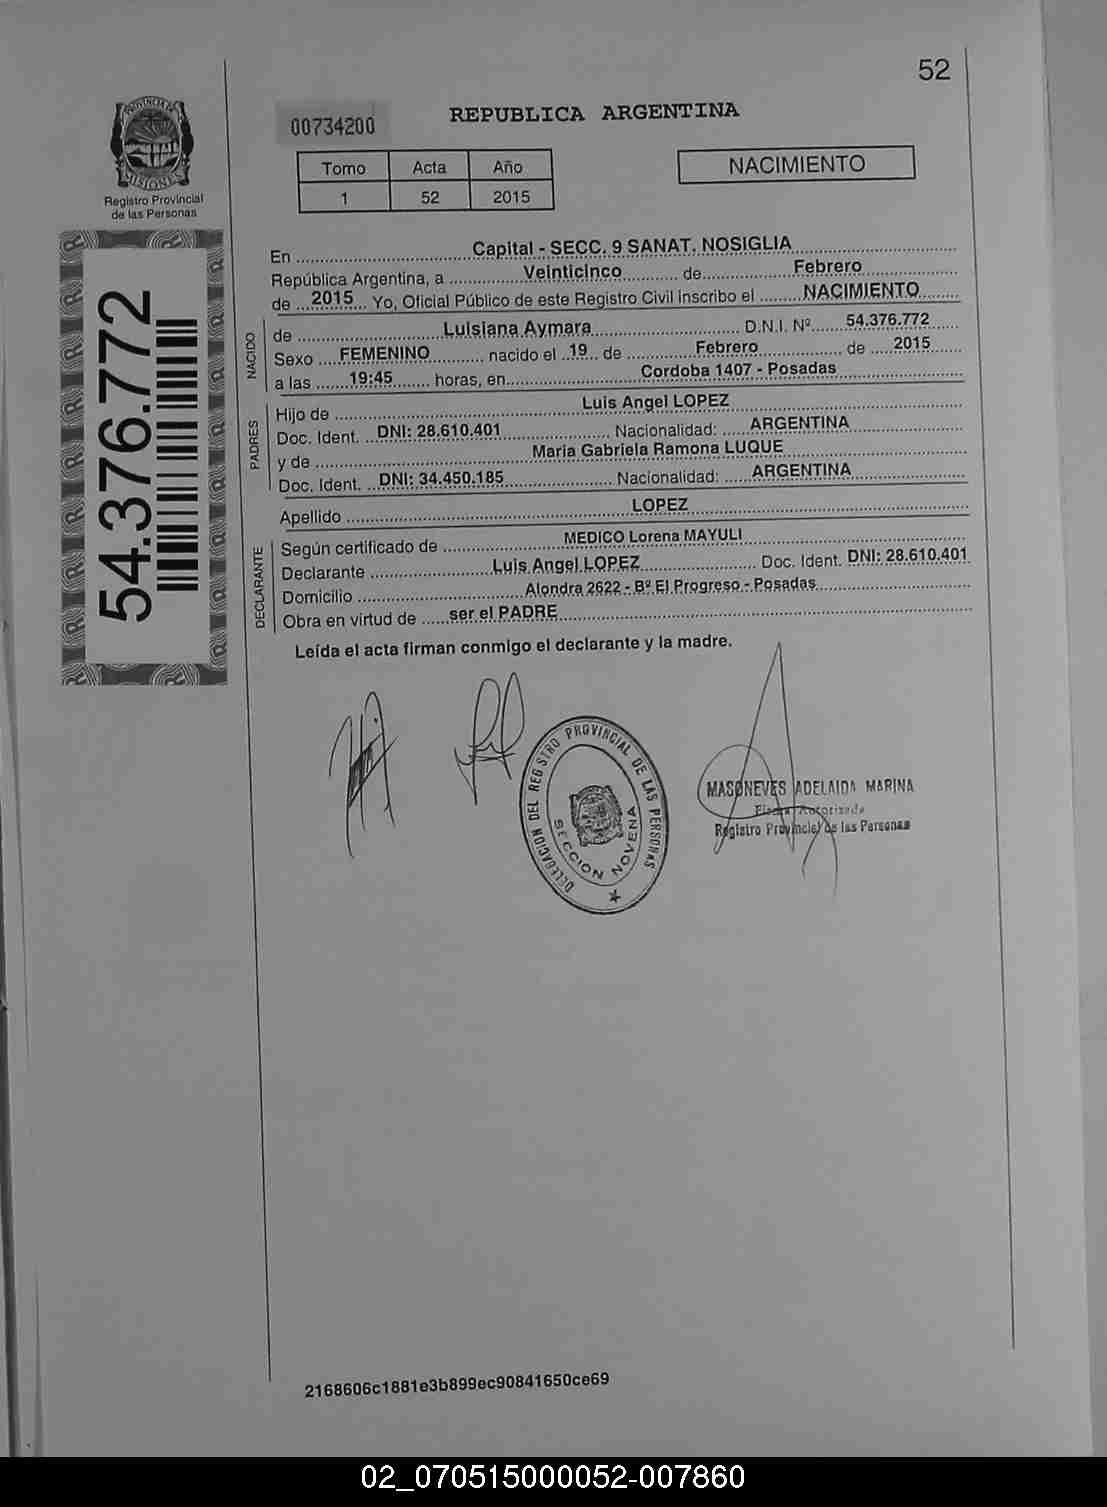 52
PROVINCIA DE
MISIONES
Registro Provincial
de las Personas
00734200
REPUBLICA ARGENTINA
Tomo Acta Año
1 52 2015
NACIMIENTO
54.376.772
En Capital - SECC. 9 SANAT. NOSIGLIA
República Argentina, a Veinticinco de Febrero
de 2015 Yo, Oficial Público de este Registro Civil inscribo el NACIMIENTO
NACIDO
de Luisiana Aymara D.N.I. Nº 54.376.772
Sexo FEMENINO nacido el 19 de Febrero de 2015
a las 19:45 horas, en Cordoba 1407 - Posadas
PADRES
Hijo de Luis Angel LOPEZ
Doc. Ident. DNI: 28.610.401 Nacionalidad: ARGENTINA
y de Maria Gabriela Ramona LUQUE
Doc. Ident. DNI: 34.450.185 Nacionalidad: ARGENTINA
Apellido LOPEZ
DECLARANTE
Según certificado de MEDICO Lorena MAYULI
Declarante Luis Angel LOPEZ Doc. Ident. DNI: 28.610.401
Domicilio Alondra 2622 - Bº El Progreso - Posadas
Obra en virtud de ser el PADRE
Leída el acta firman conmigo el declarante y la madre.
DELEGACION DEL REGISTRO PROVINCIAL DE LAS PERSONAS
SECCION NOVENA
MASONEVES ADELAIDA MARINA
Registro Provincial de las Personas
2168606c1881e3b899ec90841650ce69
02_070515000052-007860